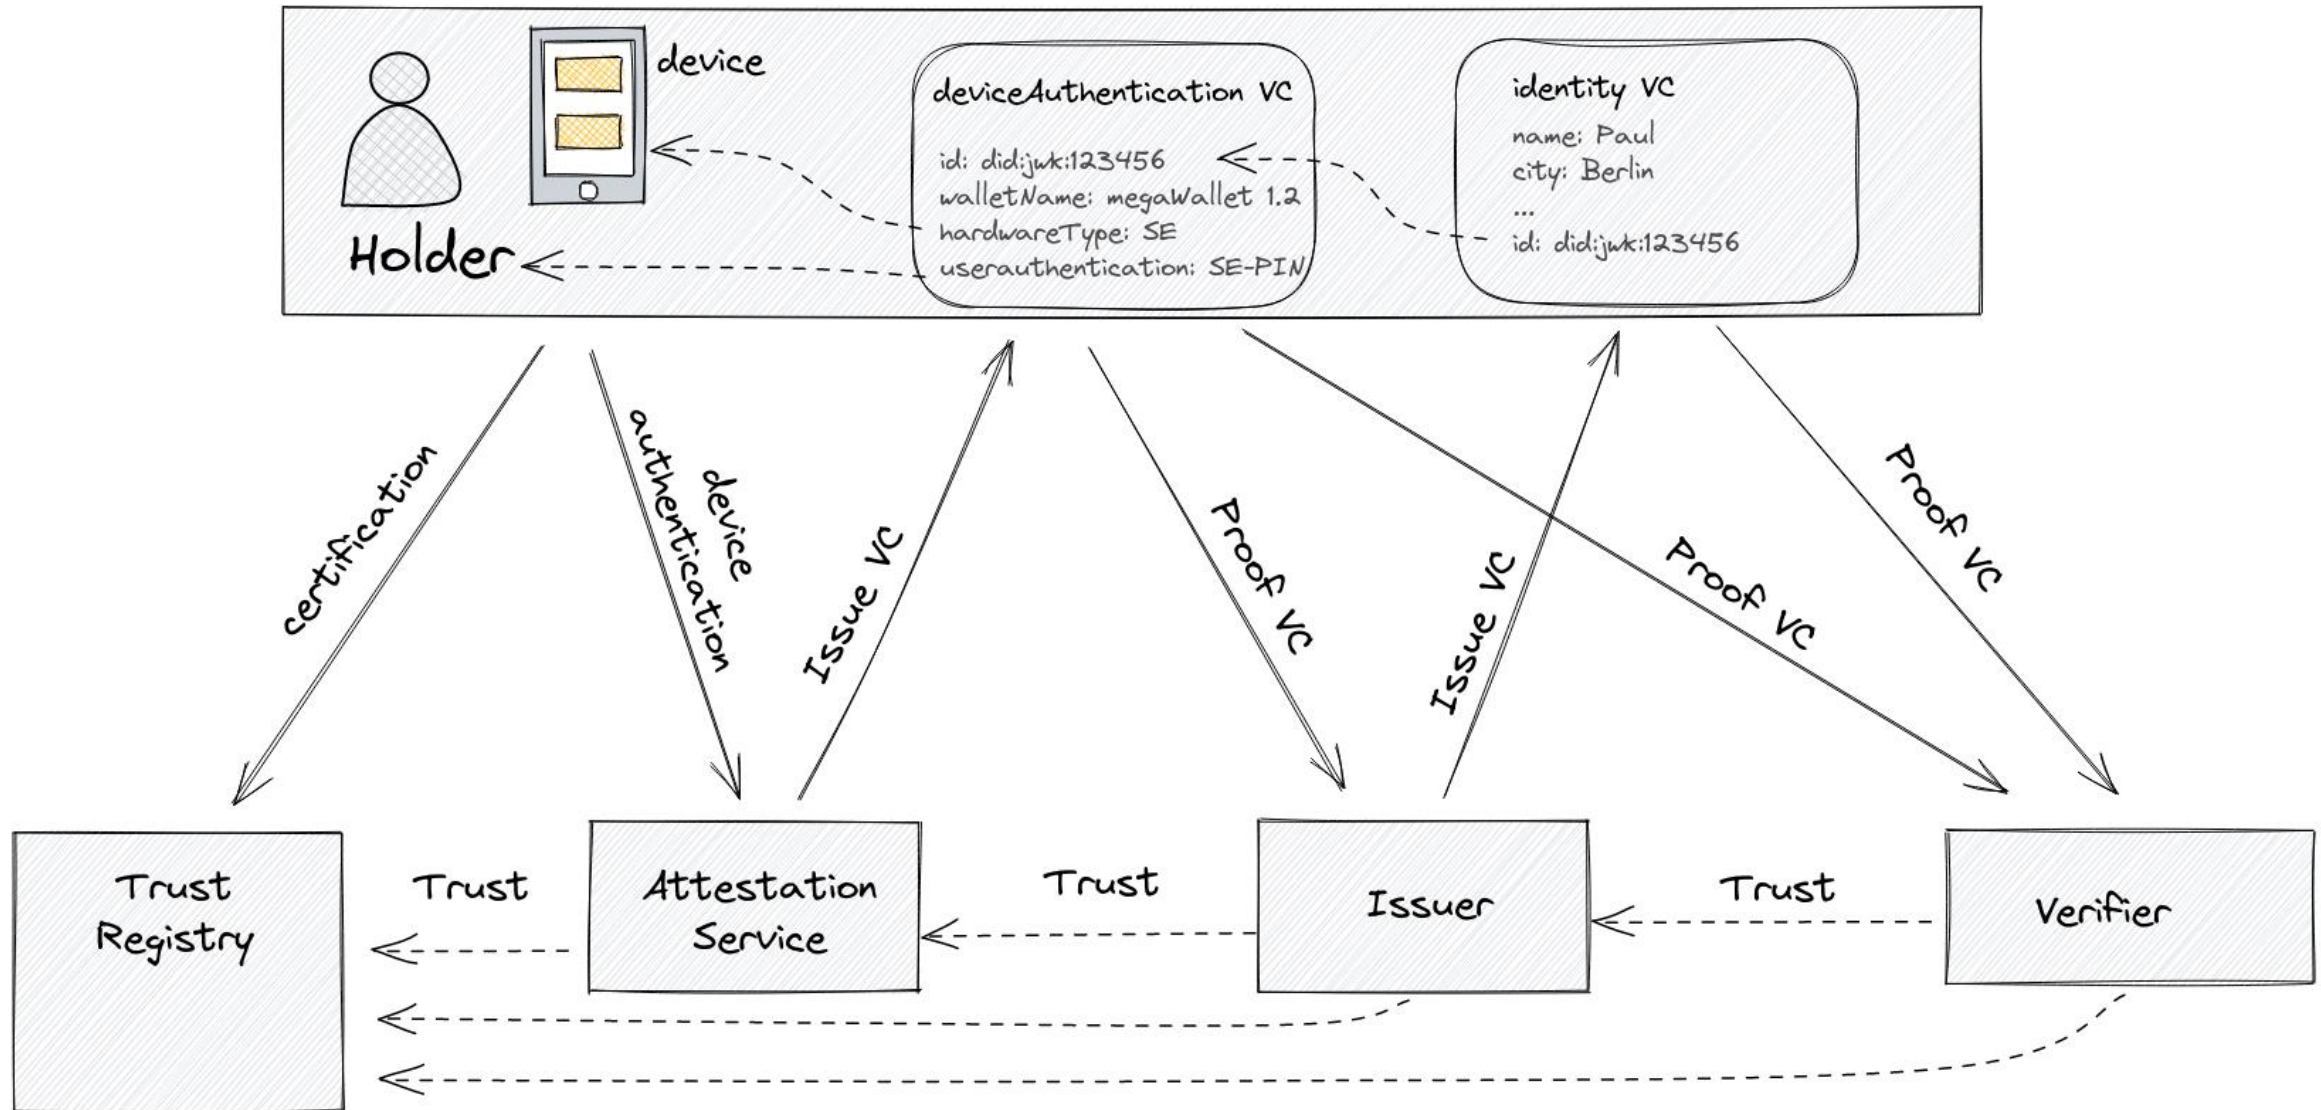 device
Holder
deviceAuthentication VC
id: did:jwk:123456
walletName: megaWallet 1.2
hardwareType: SE
userauthentication: SE-PIN
identity VC
name: Paul
city: Berlin
...
id: did:jwk:123456
certification
device
authentication
Issue VC
Proof VC
Issue VC
Proof VC
Proof VC
Trust
Registry
Trust
Attestation
Service
Trust
Issuer
Trust
Verifier